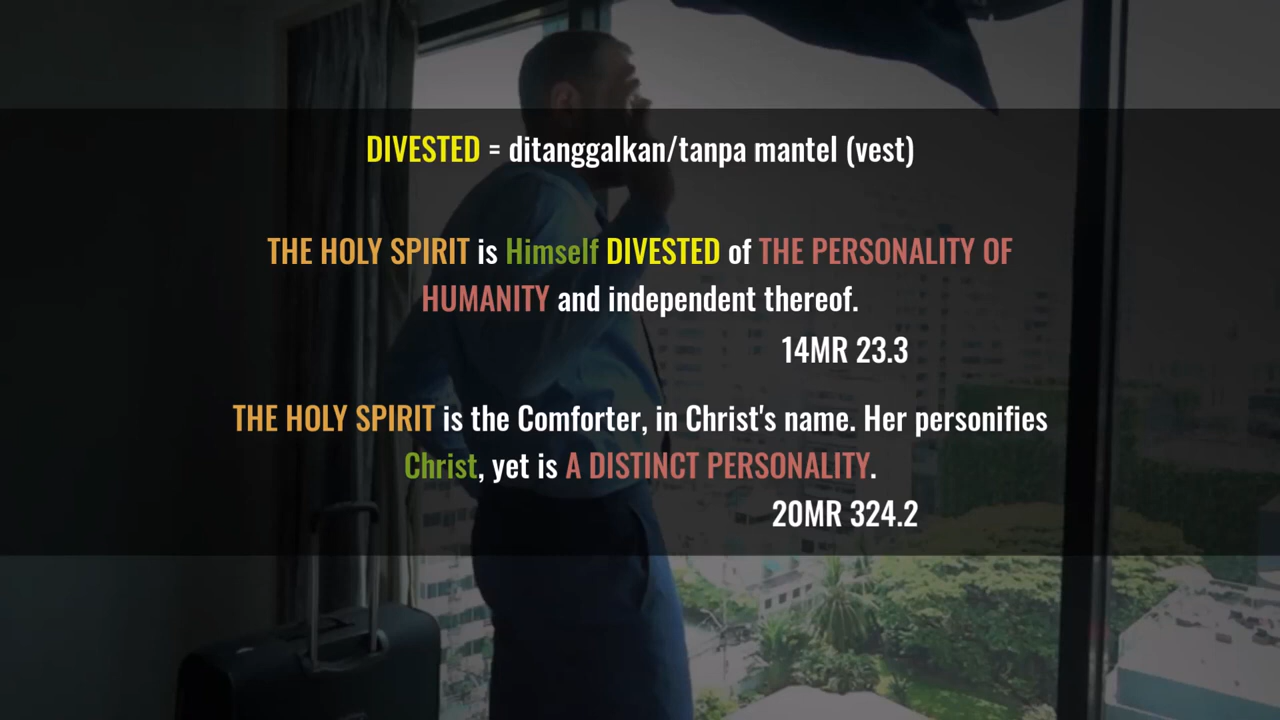 DIVESTED = ditanggalkan/tanpa mantel (vest)
THE HOLY SPIRIT is Himself DIVESTED of THE PERSONALITY OF
HUMANITY and independent thereof.
14MR 23.3
THE HOLY SPIRIT is the Comforter, in Christ's name. Her personifies
Christ, yet is A DISTINCT PERSONALITY.
20MR 324.2